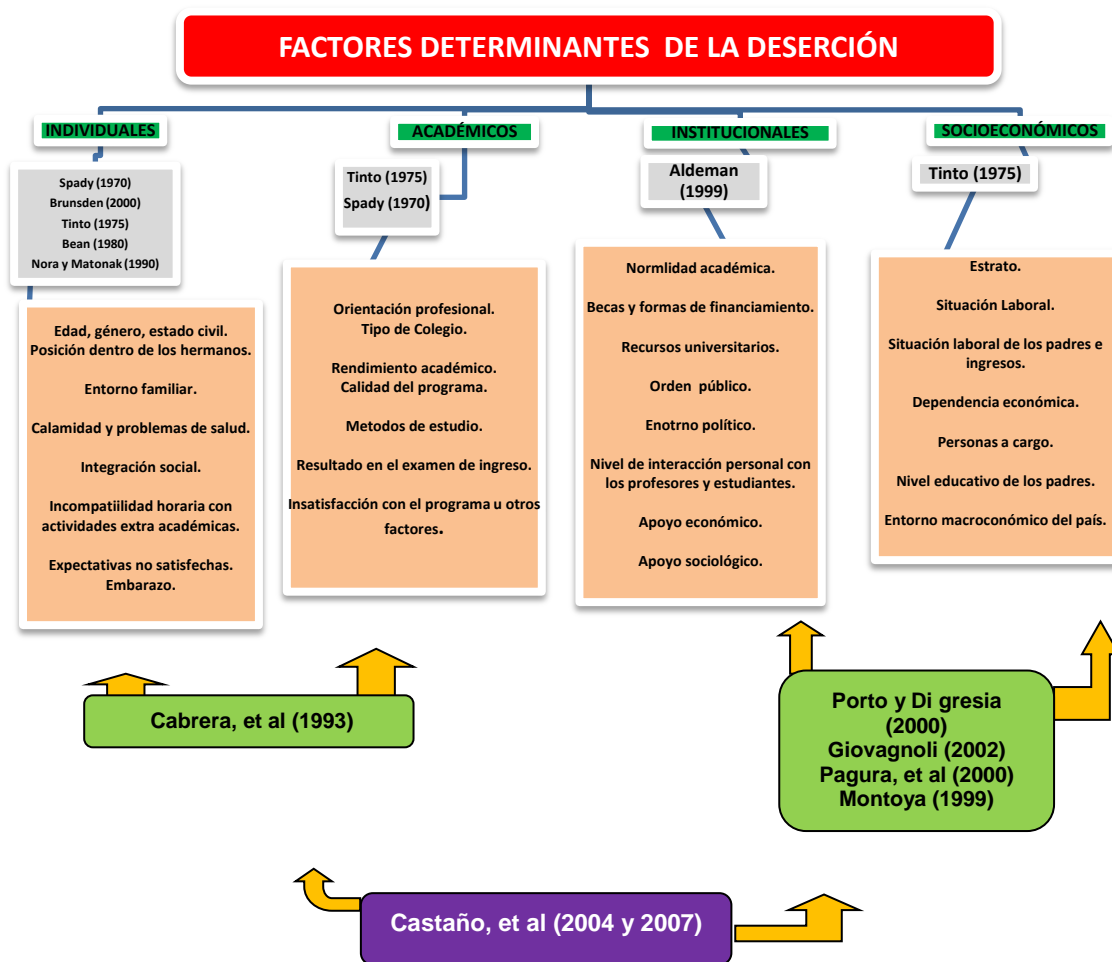 FACTORES DETERMINANTES DE LA DESERCIÓN
INDIVIDUALES
Spady (1970)
Brunsden (2000)
Tinto (1975)
Bean (1980)
Nora y Matonak (1990)
Edad, género, estado civil.
Posición dentro de los hermanos.
Entorno familiar.
Calamidad y problemas de salud.
Integración social.
Incompatiilidad horaria con
actividades extra académicas.
Expectativas no satisfechas.
Embarazo.
ACADÉMICOS
Tinto (1975)
Spady (1970)
Orientación profesional.
Tipo de Colegio.
Rendimiento académico.
Calidad del programa.
Metodos de estudio.
Resultado en el examen de ingreso.
Insatisfacción con el programa u otros
factores.
INSTITUCIONALES
Aldeman
(1999)
Normlidad académica.
Becas y formas de financiamiento.
Recursos universitarios.
Orden público.
Enotrno político.
Nivel de interacción personal con
los profesores y estudiantes.
Apoyo económico.
Apoyo sociológico.
SOCIOECONÓMICOS
Tinto (1975)
Estrato.
Situación Laboral.
Situación laboral de los padres e
ingresos.
Dependencia económica.
Personas a cargo.
Nivel educativo de los padres.
Entorno macroconómico del país.
Cabrera, et al (1993)
Porto y Di gresia
(2000)
Giovagnoli (2002)
Pagura, et al (2000)
Montoya (1999)
Castaño, et al (2004 y 2007)